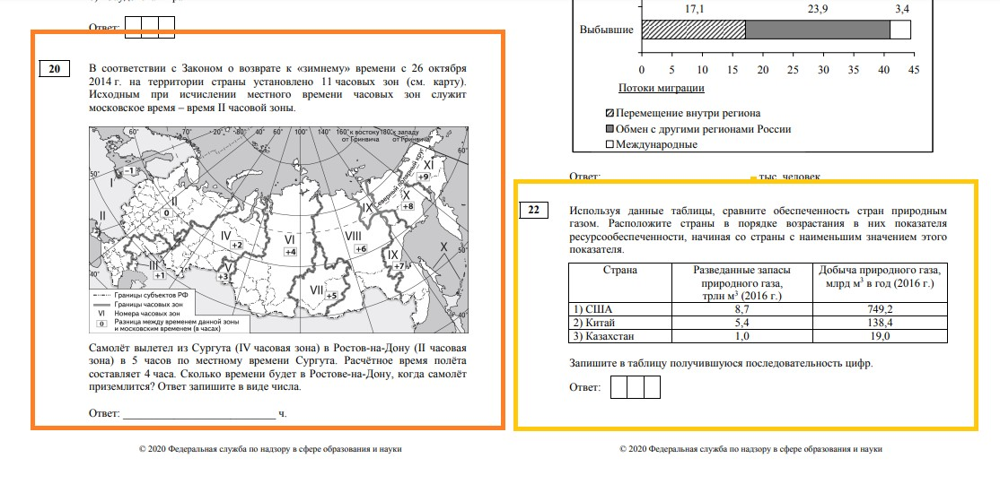 Ответ:
20
В соответствии с Законом о возврате к «зимнему» времени с 26 октября
2014 г. на территории страны установлено 11 часовых зон (см. карту).
Исходным при исчислении местного времени часовых зон служит
московское время – время II часовой зоны.
60° 70° 20° 80° 40° 60° 100° 140° 160° к востоку 180° к западу
от Гринвича от Гринвича
60°
Северный полярный круг
50°
-1
I
XI
+9
II
0
X
+8
IX
II
IV
+2
VI
+4
VIII
+6
IX
+7
X
50°
40°
III
+1
V
+3
VII
+5
40°
Границы субъектов РФ
Границы часовых зон
VI Номера часовых зон
0 Разница между временем данной зоны
и московским временем (в часах)
Самолёт вылетел из Сургута (IV часовая зона) в Ростов-на-Дону (II часовая
зона) в 5 часов по местному времени Сургута. Расчётное время полёта
составляет 4 часа. Сколько времени будет в Ростове-на-Дону, когда самолёт
приземлится? Ответ запишите в виде числа.
Ответ: ____________________________ ч.
© 2020 Федеральная служба по надзору в сфере образования и науки
17,1 23,9 3,4
Выбывшие
0 5 10 15 20 25 30 35 40 45
Потоки миграции
Перемещение внутри региона
Обмен с другими регионами России
Международные
Ответ: тыс. человек
22
Используя данные таблицы, сравните обеспеченность стран природным
газом. Расположите страны в порядке возрастания в них показателя
ресурсообеспеченности, начиная со страны с наименьшим значением этого
показателя.
Страна Разведанные запасы Добыча природного газа,
природного газа, млрд м³ в год (2016 г.)
трлн м³ (2016 г.)
1) США 8,7 749,2
2) Китай 5,4 138,4
3) Казахстан 1,0 19,0
Запишите в таблицу получившуюся последовательность цифр.
Ответ:
© 2020 Федеральная служба по надзору в сфере образования и науки